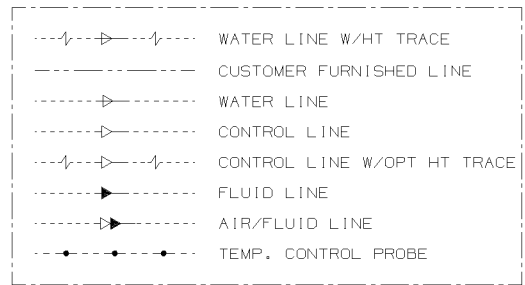 WATER LINE W/HT TRACE
CUSTOMER FURNISHED LINE
WATER LINE
CONTROL LINE
CONTROL LINE W/OPT HT TRACE
FLUID LINE
AIR/FLUID LINE
TEMP. CONTROL PROBE